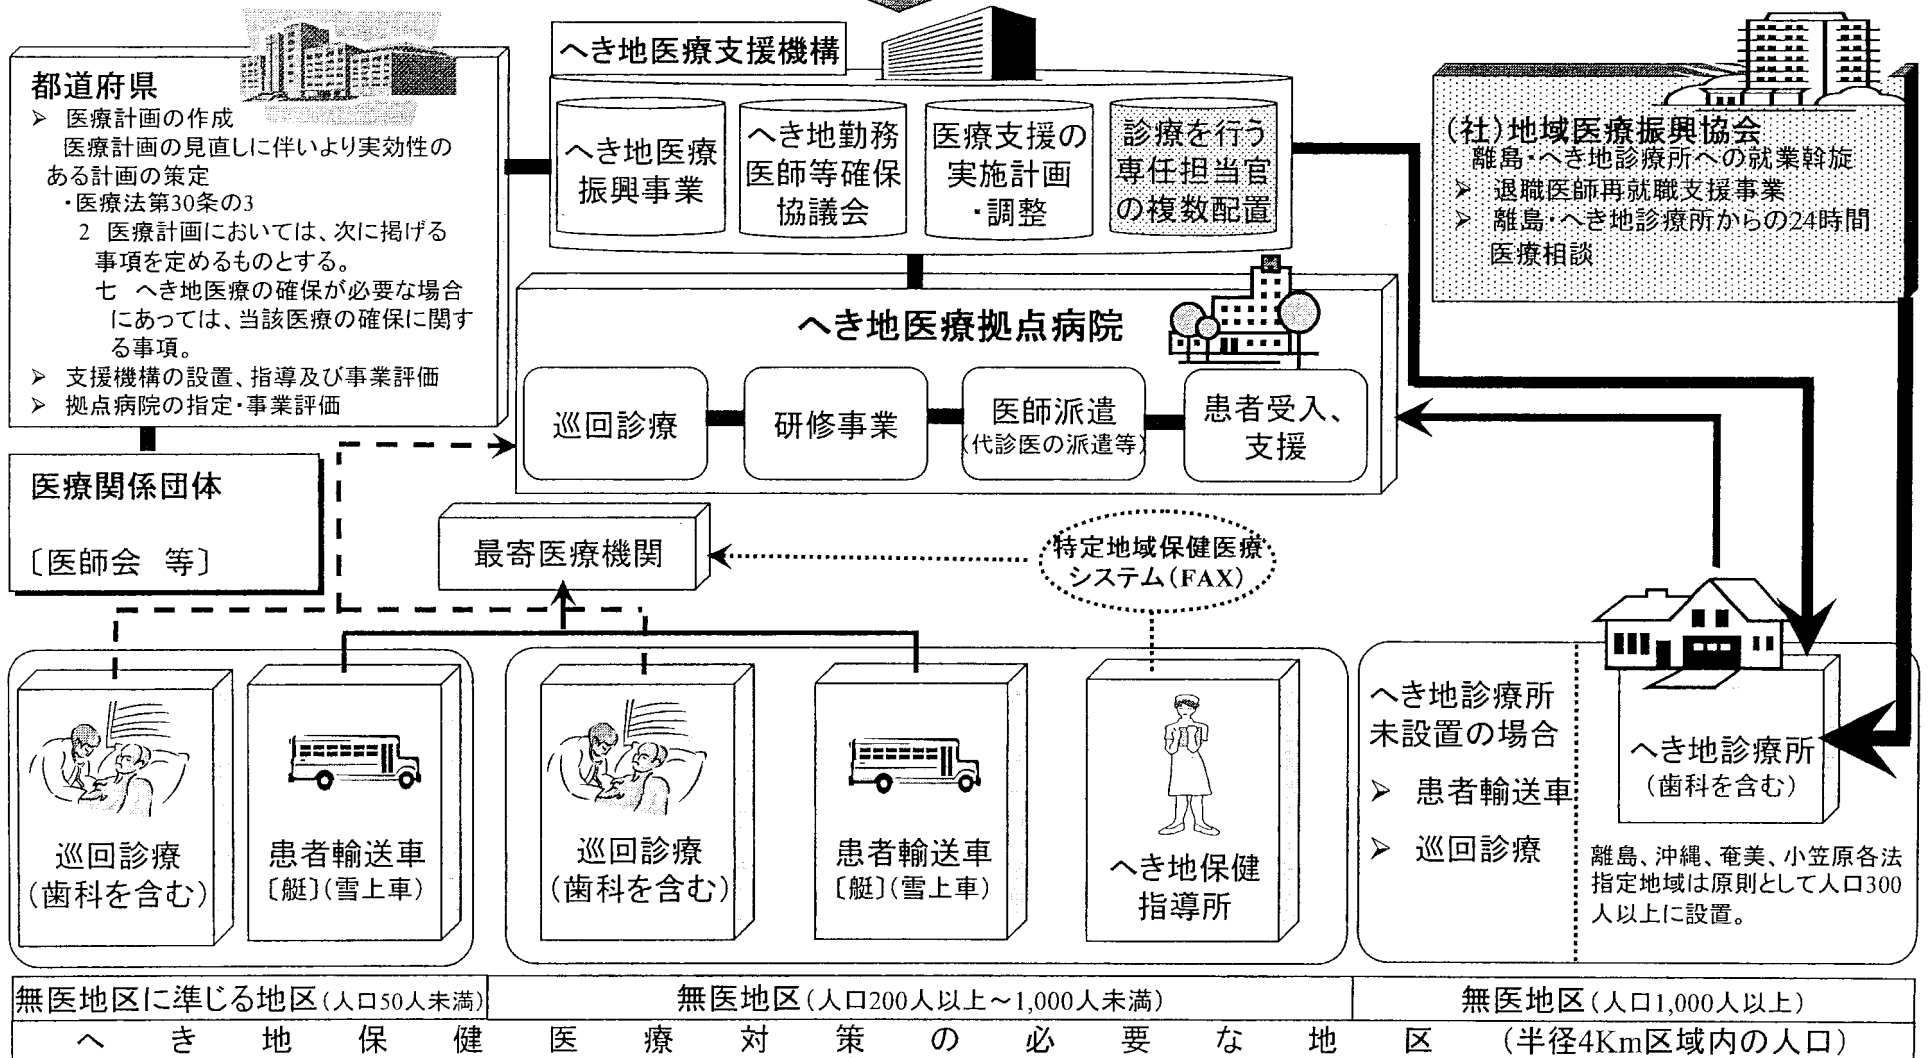 へき地医療支援機構
都道府県
➢ 医療計画の作成
医療計画の見直しに伴いより実効性の
ある計画の策定
・医療法第30条の3
2 医療計画においては、次に掲げる
事項を定めるものとする。
七 へき地医療の確保が必要な場合
にあっては、当該医療の確保に関す
る事項。
➢ 支援機構の設置、指導及び事業評価
➢ 拠点病院の指定・事業評価
へき地医療
振興事業
へき地勤務
医師等確保
協議会
医療支援の
実施計画
・調整
診療を行う
専任担当官
の複数配置
(社)地域医療振興協会
離島・へき地診療所への就業斡旋
➢ 退職医師再就職支援事業
➢ 離島・へき地診療所からの24時間
医療相談
へき地医療拠点病院
巡回診療
研修事業
医師派遣
(代診医の派遣等)
患者受入、
支援
医療関係団体
〔医師会 等〕
最寄医療機関
特定地域保健医療
システム(FAX)
巡回診療
(歯科を含む)
患者輸送車
〔艇〕(雪上車)
巡回診療
(歯科を含む)
患者輸送車
〔艇〕(雪上車)
へき地保健
指導所
へき地診療所
未設置の場合
➢ 患者輸送車
➢ 巡回診療
へき地診療所
(歯科を含む)
離島、沖縄、奄美、小笠原各法
指定地域は原則として人口300
人以上に設置。
無医地区に準じる地区(人口50人未満)
無医地区(人口200人以上～1,000人未満)
無医地区(人口1,000人以上)
へき地保健医療対策の必要な地区 (半径4Km区域内の人口)